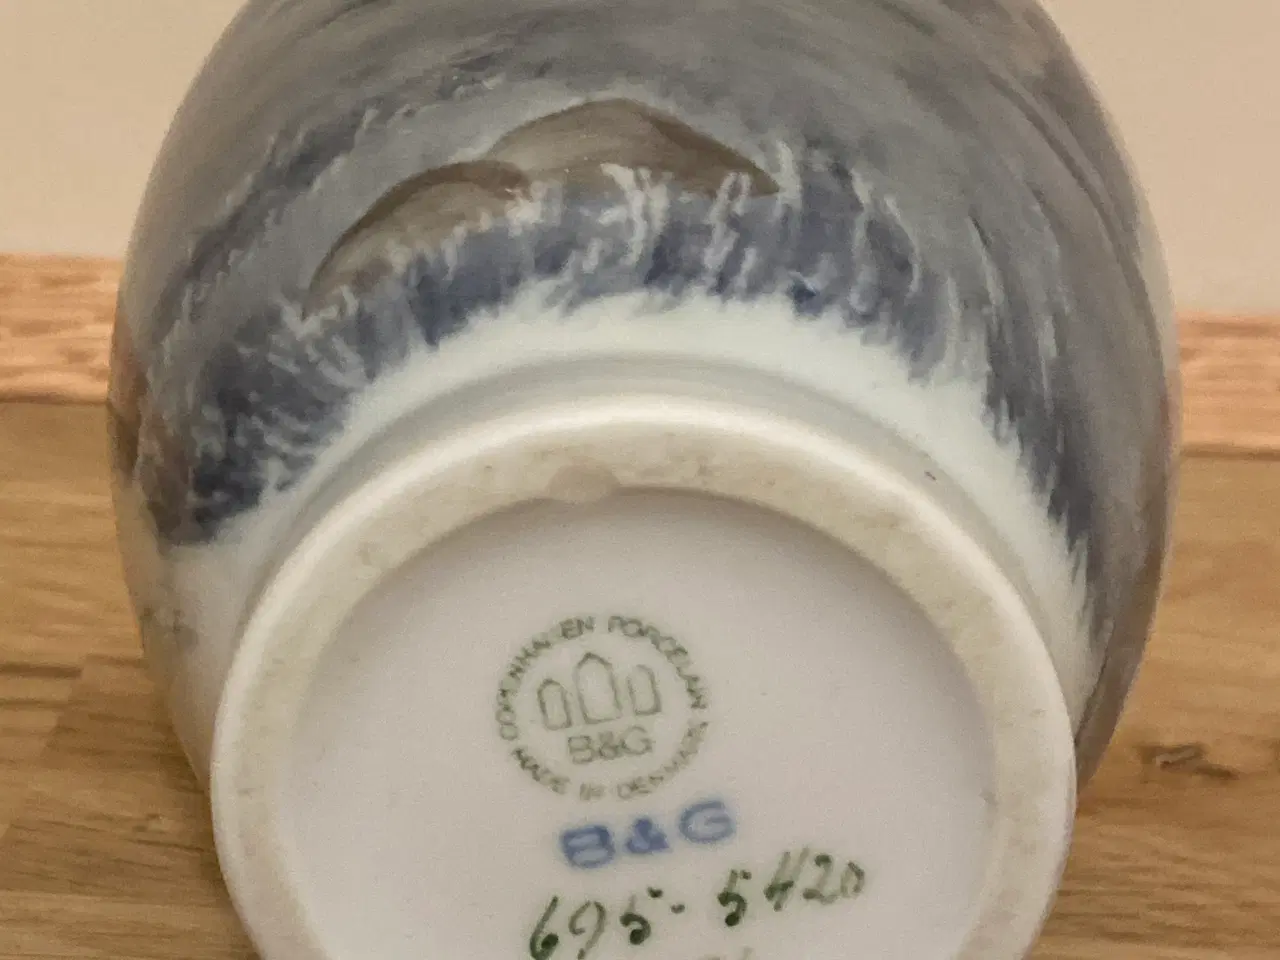 COPENHAGEN PORCELAIN
B&G
MADE IN DENMARK
B&G
695-5420